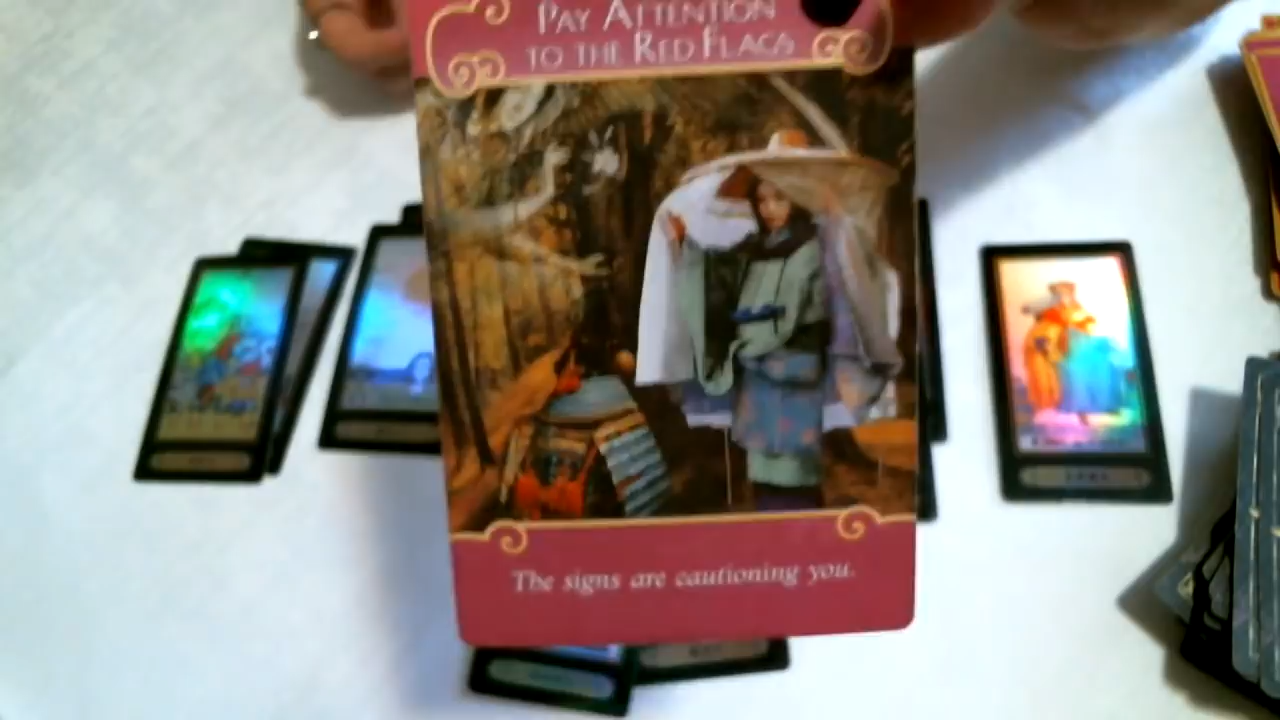 PAY ATTENTION
TO THE RED FLAGS
The signs are cautioning you.